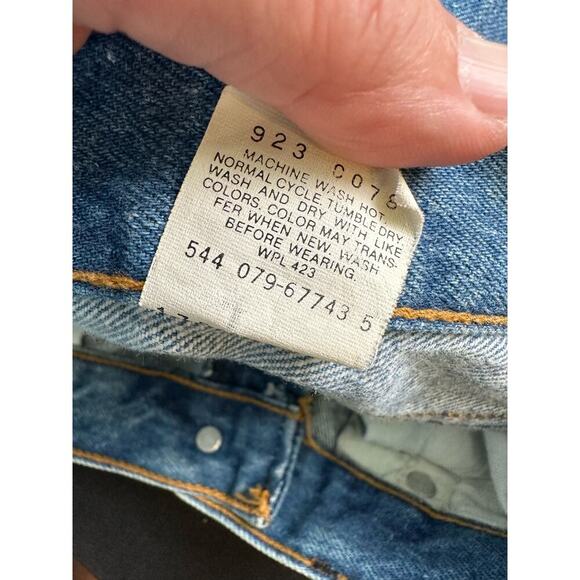 923 0078
MACHINE WASH HOT
NORMAL CYCLE, TUMBLE DRY.
WASH AND DRY WITH LIKE
COLORS. COLOR MAY TRANS-
FER WHEN NEW. WASH
BEFORE WEARING.
WPL 423
544 079-67743 5